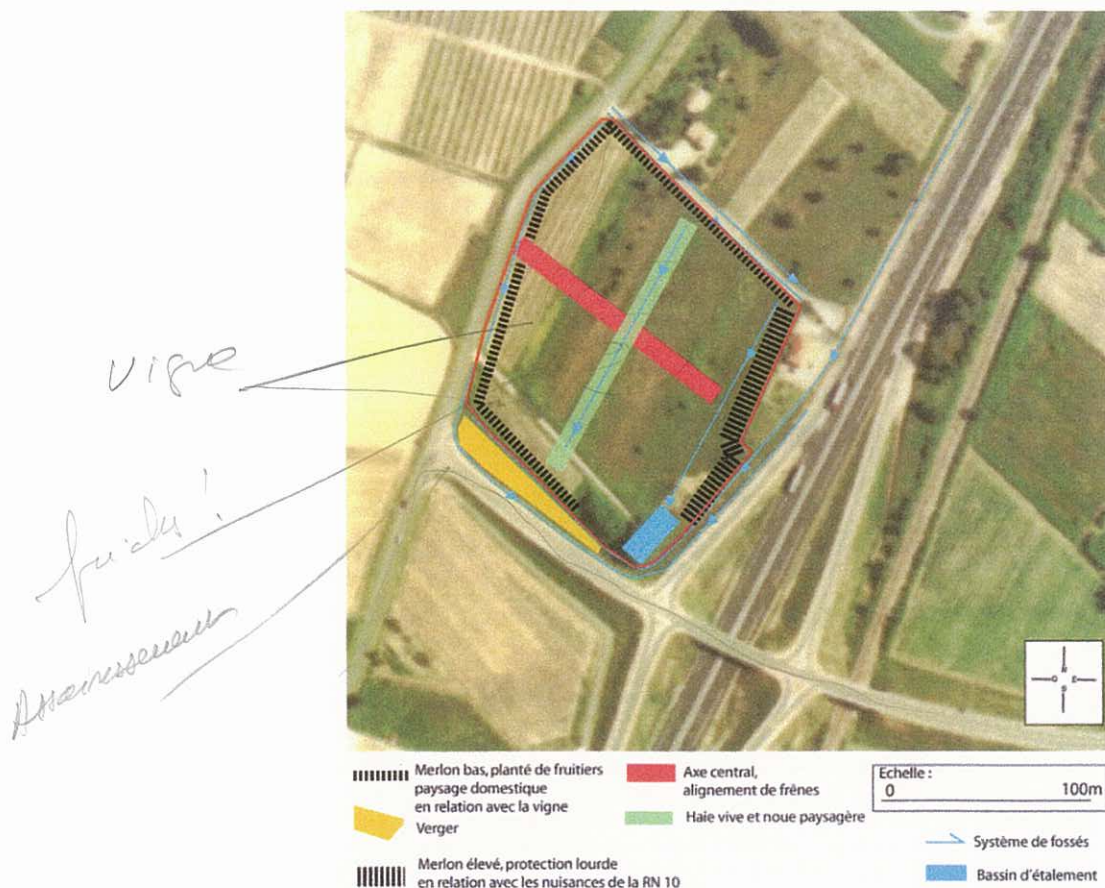 Vigne
friches !
Assainissement
N
O E
S
Merlon bas, planté de fruitiers
paysage domestique
en relation avec la vigne
Verger
Merlon élevé, protection lourde
en relation avec les nuisances de la RN 10
Axe central,
alignement de frênes
Haie vive et noue paysagère
Echelle :
0 100m
Système de fossés
Bassin d'étalement